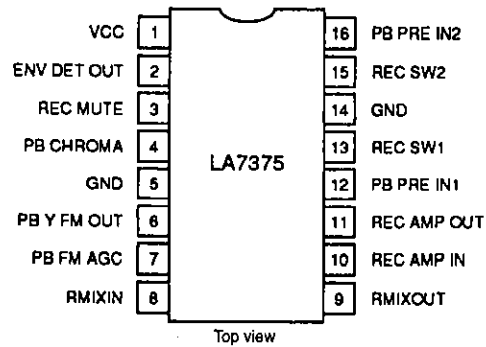 VCC 1 16 PB PRE IN2
ENV DET OUT 2 15 REC SW2
REC MUTE 3 14 GND
PB CHROMA 4 13 REC SW1
LA7375
GND 5 12 PB PRE IN1
PB Y FM OUT 6 11 REC AMP OUT
PB FM AGC 7 10 REC AMP IN
RMIXIN 8 9 RMIXOUT
Top view